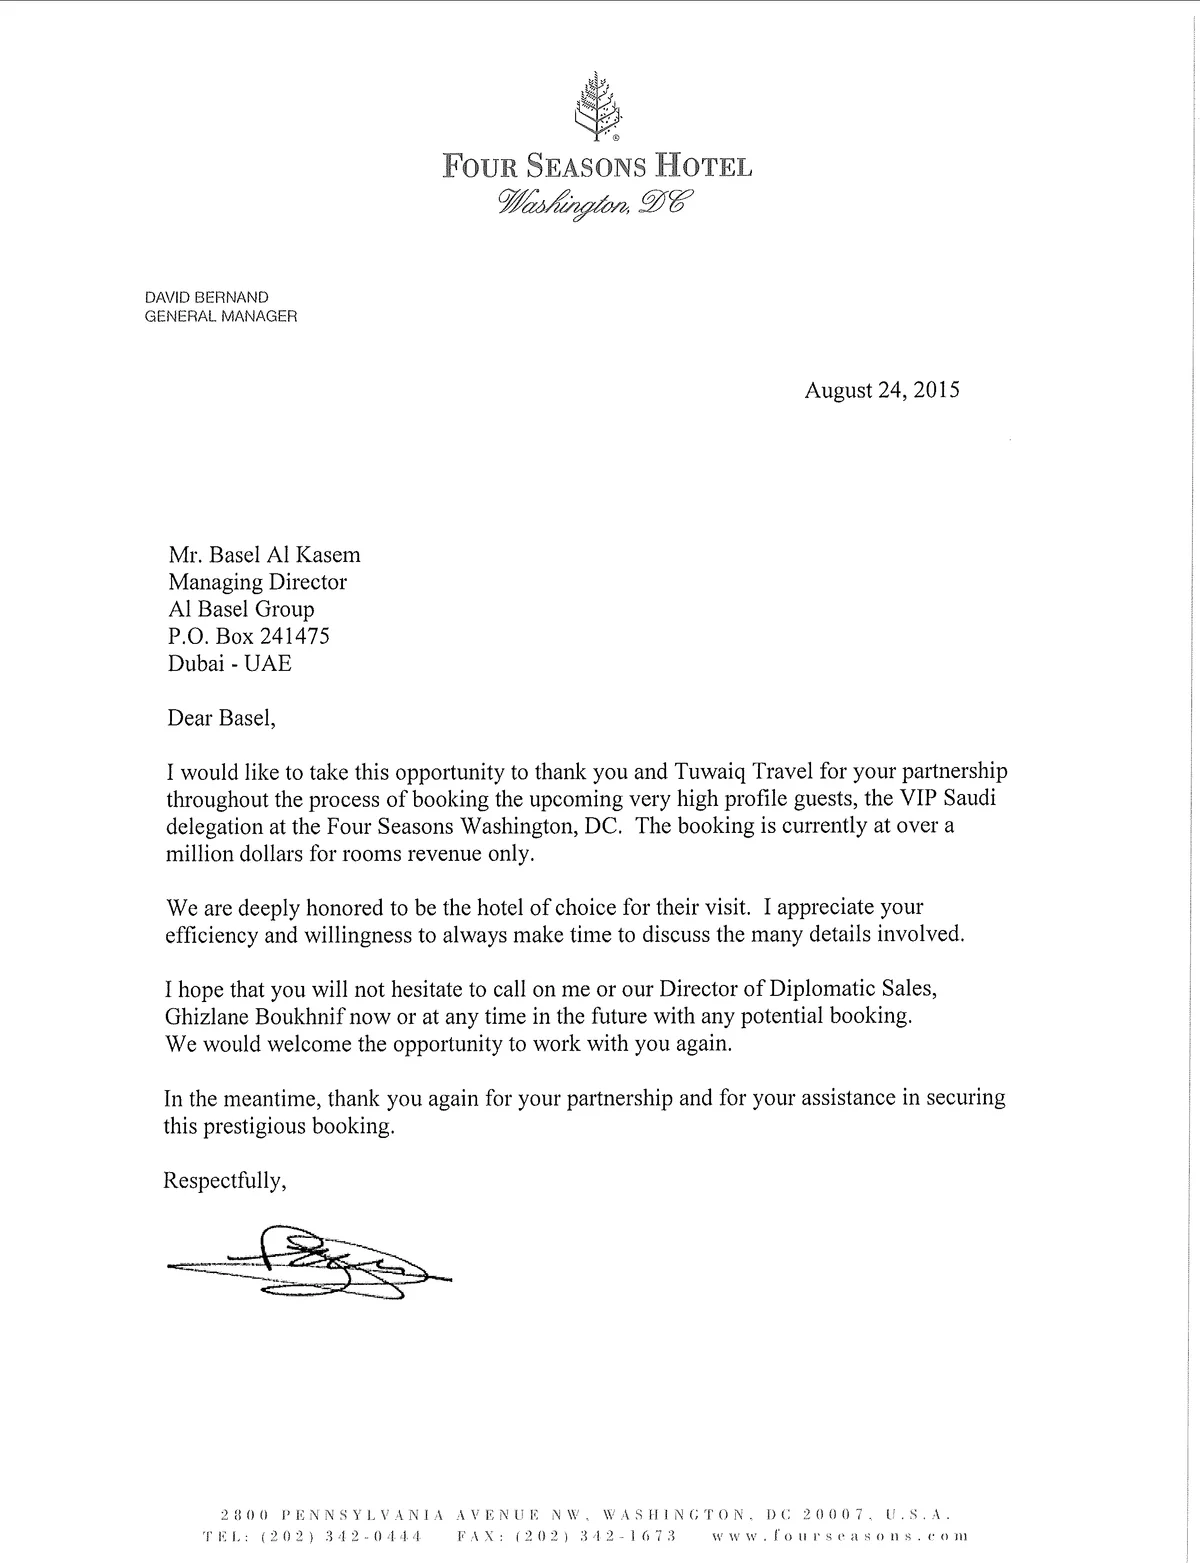 FOUR SEASONS HOTEL
Washington, DC
DAVID BERNAND
GENERAL MANAGER
August 24, 2015
Mr. Basel Al Kasem
Managing Director
Al Basel Group
P.O. Box 241475
Dubai - UAE
Dear Basel,
I would like to take this opportunity to thank you and Tuwaiq Travel for your partnership
throughout the process of booking the upcoming very high profile guests, the VIP Saudi
delegation at the Four Seasons Washington, DC.  The booking is currently at over a
million dollars for rooms revenue only.
We are deeply honored to be the hotel of choice for their visit.  I appreciate your
efficiency and willingness to always make time to discuss the many details involved.
I hope that you will not hesitate to call on me or our Director of Diplomatic Sales,
Ghizlane Boukhnif now or at any time in the future with any potential booking.
We would welcome the opportunity to work with you again.
In the meantime, thank you again for your partnership and for your assistance in securing
this prestigious booking.
Respectfully,
2800 PENNSYLVANIA AVENUE NW, WASHINGTON, DC 20007, U.S.A.
TEL: (202) 342-0444 FAX: (202) 342-1673 www.fourseasons.com